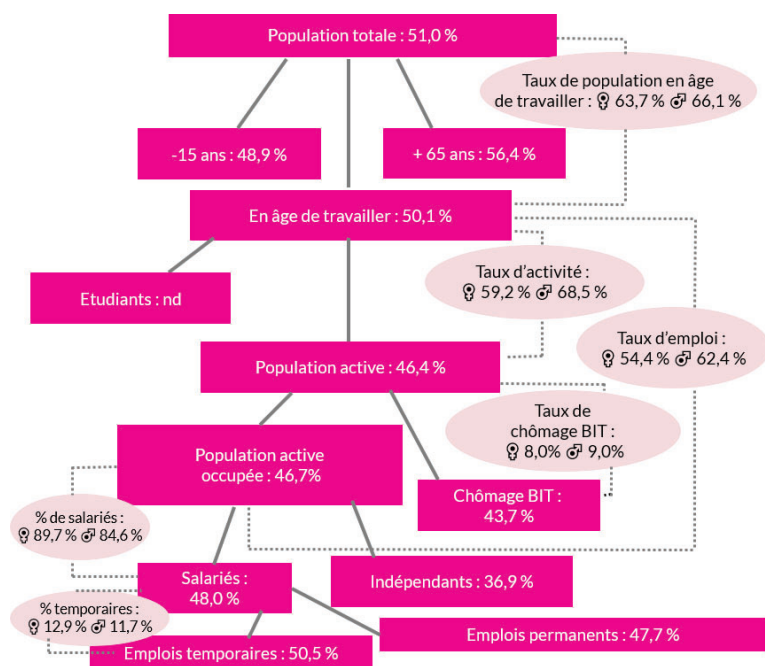 Population totale : 51,0 %
Taux de population en âge
de travailler : ♀ 63,7 % ♂ 66,1 %
-15 ans : 48,9 %
+ 65 ans : 56,4 %
En âge de travailler : 50,1 %
Etudiants : nd
Taux d'activité :
♀ 59,2 % ♂ 68,5 %
Taux d'emploi :
♀ 54,4 % ♂ 62,4 %
Population active : 46,4 %
Taux de
chômage BIT :
♀ 8,0% ♂ 9,0%
Population active
occupée : 46,7%
Chômage BIT :
43,7 %
% de salariés :
♀ 89,7 % ♂ 84,6 %
Salariés :
48,0 %
Indépendants : 36,9 %
% temporaires :
♀ 12,9 % ♂ 11,7 %
Emplois permanents : 47,7 %
Emplois temporaires : 50,5 %